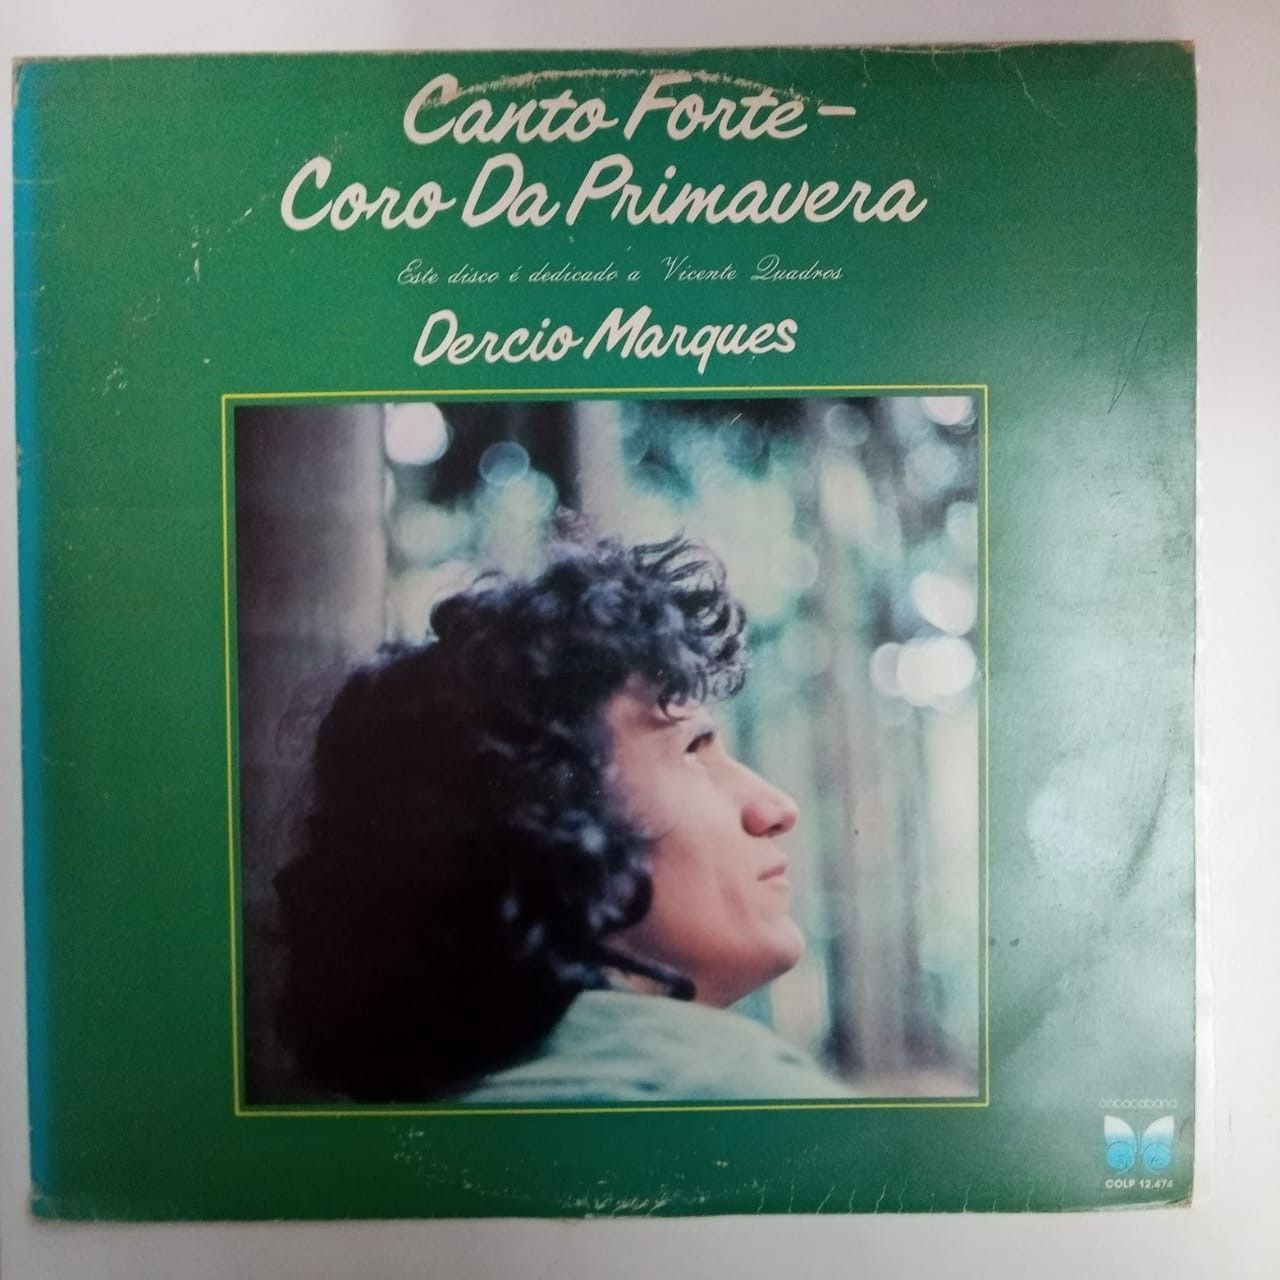 Canto Forte -
Coro Da Primavera
Este disco é dedicado a Vicente Quadros
Dercio Marques
copacabana
COLP 12.474